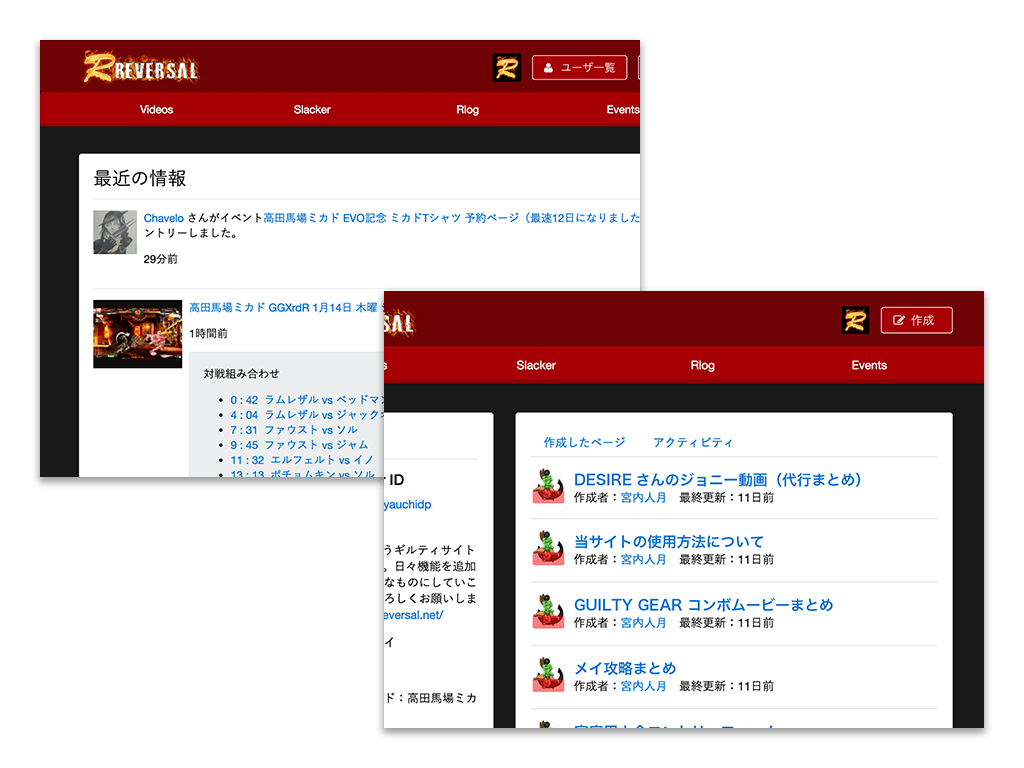 REVERSAL
ユーザ一覧
Videos
Slacker
Rlog
Events
最近の情報
Chavelo さんがイベント高田馬場ミカド EVO記念 ミカドTシャツ 予約ページ（最速12日になりました
ントリーしました。
29分前
高田馬場ミカド GGXrdR 1月14日 木曜
1時間前
対戦組み合わせ
0 : 42 ラムレザル vs ベッドマン
4 : 04 ラムレザル vs ジャック
7 : 31 ファウスト vs ソル
9 : 45 ファウスト vs ジャム
11 : 32 エルフェルト vs イノ
13 : 13 ポチョムキン vs ソル
SAL
作成
s
Slacker
Rlog
Events
ID
yauchidp
うギルティサイト
。日々機能を追加
なものにしていこ
ろしくお願いしま
eversal.net/
イ
ド：高田馬場ミカ
作成したページ
アクティビティ
DESIRE さんのジョニー動画（代行まとめ）
作成者：宮内人月 最終更新：11日前
当サイトの使用方法について
作成者：宮内人月 最終更新：11日前
GUILTY GEAR コンボムービーまとめ
作成者：宮内人月 最終更新：11日前
メイ攻略まとめ
作成者：宮内人月 最終更新：11日前